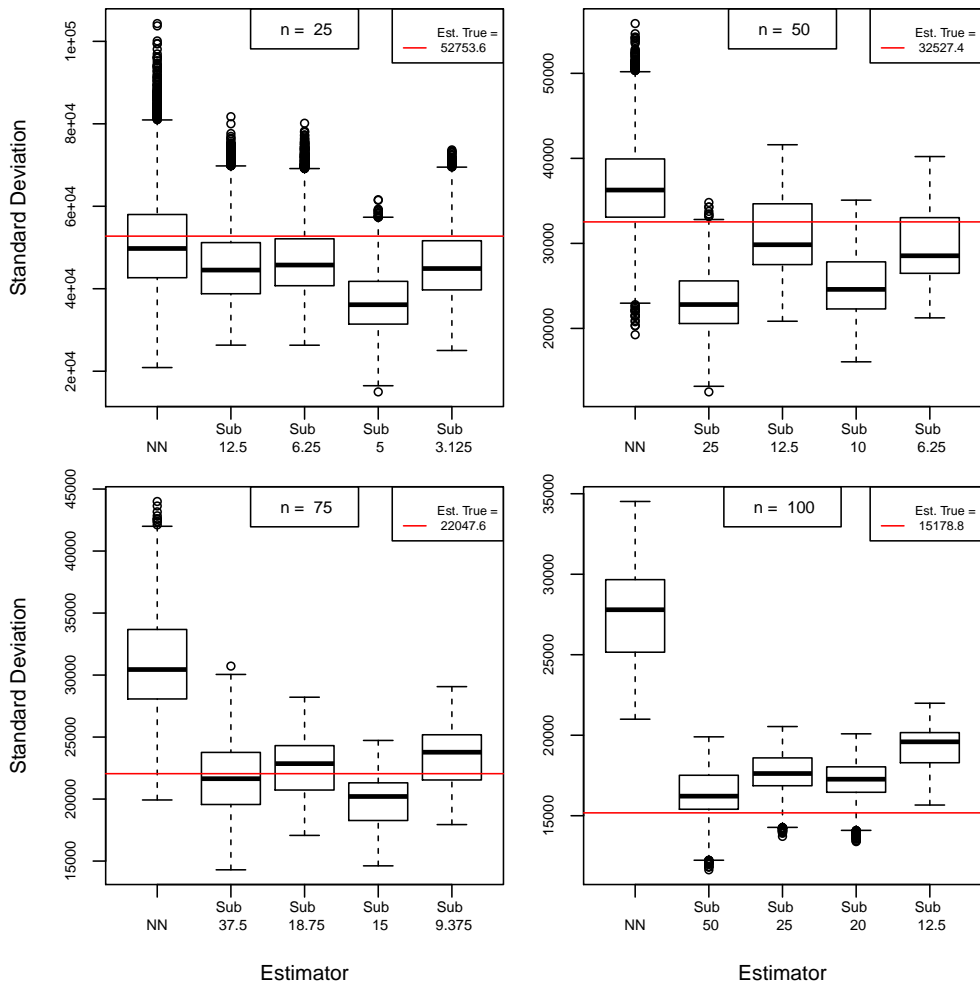 n = 25
Est. True =
52753.6
Standard Deviation
1e+05
8e+04
6e+04
4e+04
2e+04
NN
Sub
12.5
Sub
6.25
Sub
5
Sub
3.125
n = 50
Est. True =
32527.4
50000
40000
30000
20000
NN
Sub
25
Sub
12.5
Sub
10
Sub
6.25
n = 75
Est. True =
22047.6
Standard Deviation
45000
40000
35000
30000
25000
20000
15000
NN
Sub
37.5
Sub
18.75
Sub
15
Sub
9.375
Estimator
n = 100
Est. True =
15178.8
35000
30000
25000
20000
15000
NN
Sub
50
Sub
25
Sub
20
Sub
12.5
Estimator